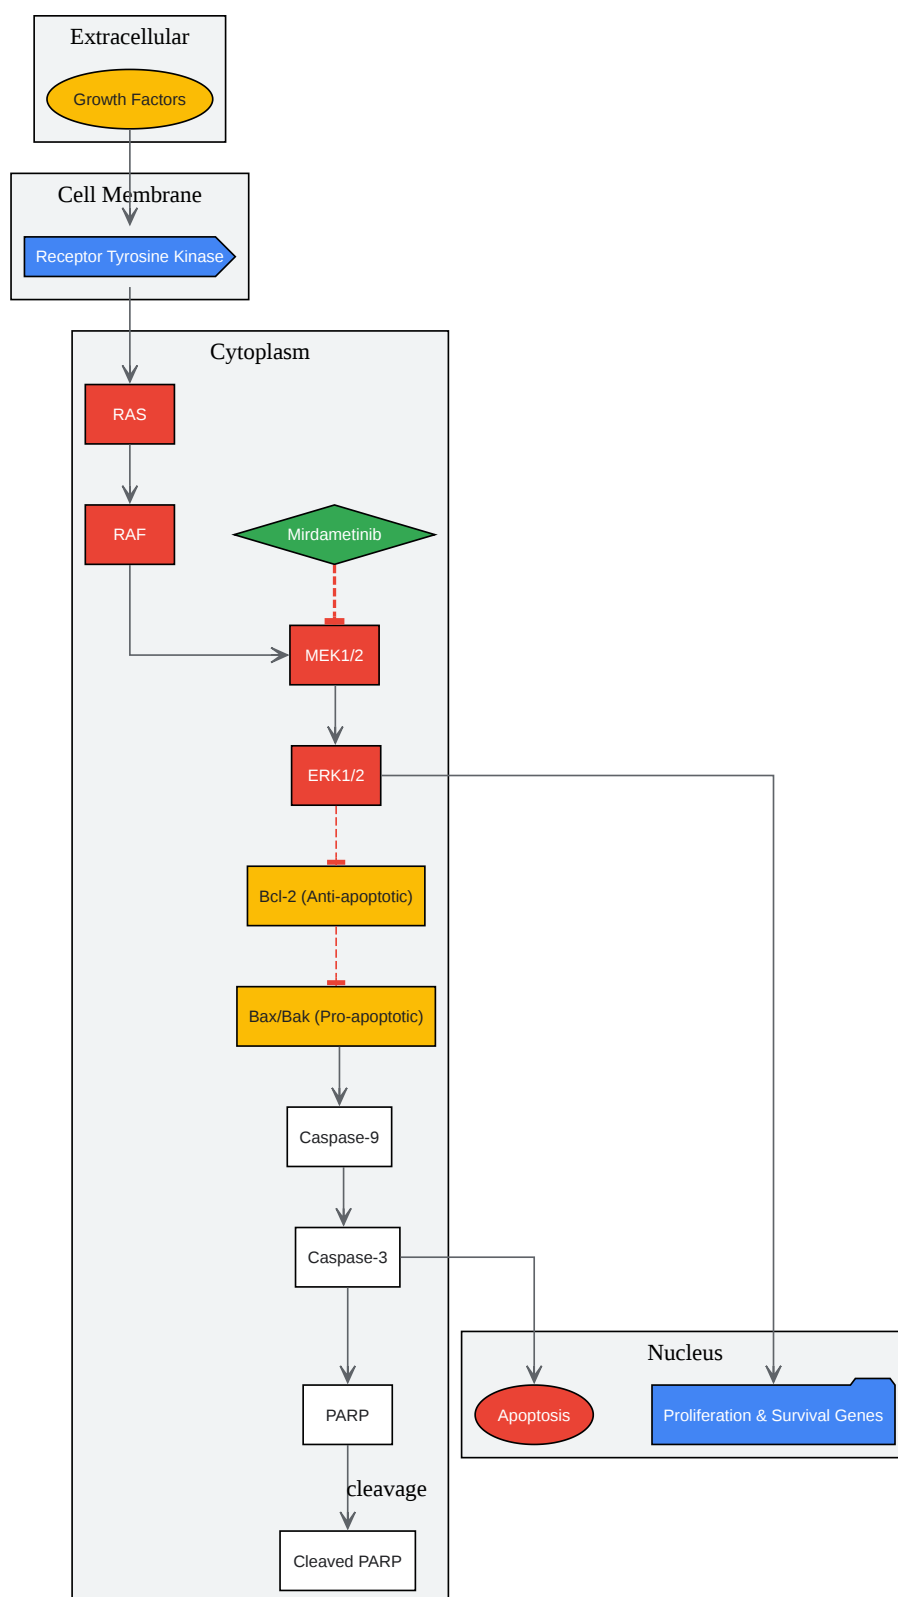 Extracellular
Growth Factors
Cell Membrane
Receptor Tyrosine Kinase
Cytoplasm
RAS
RAF
Mirdametinib
MEK1/2
ERK1/2
Bcl-2 (Anti-apoptotic)
Bax/Bak (Pro-apoptotic)
Caspase-9
Caspase-3
Nucleus
PARP
Apoptosis
Proliferation & Survival Genes
cleavage
Cleaved PARP